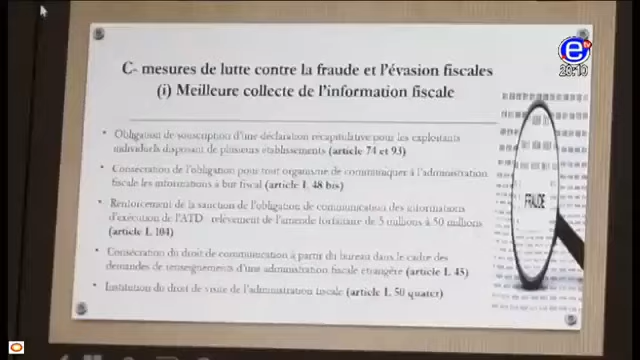 e
20:10
C- mesures de lutte contre la fraude et l'évasion fiscales
(i) Meilleure collecte de l'information fiscale
Obligation de souscription d'une déclaration récapitulative pour les exploitants
individuels disposant de plusieurs établissements (article 74 et 93)
Consécration de l'obligation pour tout organisme de communiquer à l'administration
fiscale les informations à but fiscal (article L 48 bis)
Renforcement de la sanction de l'obligation de communication des informations
d'exécution de l'ATD - relèvement de l'amende forfaitaire de 5 millions à 50 millions
(article L 104)
Consécration du droit de communication à partir du bureau dans le cadre des
demandes de renseignements d'une administration fiscale étrangère (article L 45)
Institution du droit de visite de l'administration fiscale (article L 50 quater)
FRAUDE